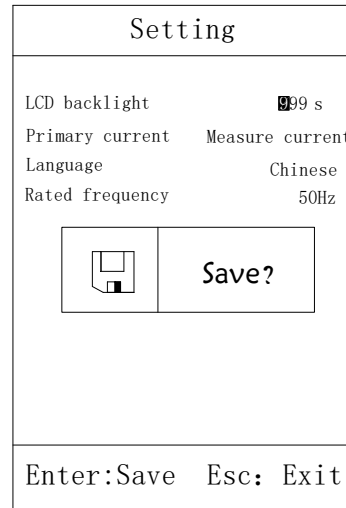 Setting
LCD backlight 999 s
Primary current Measure current
Language Chinese
Rated frequency 50Hz
Save?
Enter:Save Esc: Exit